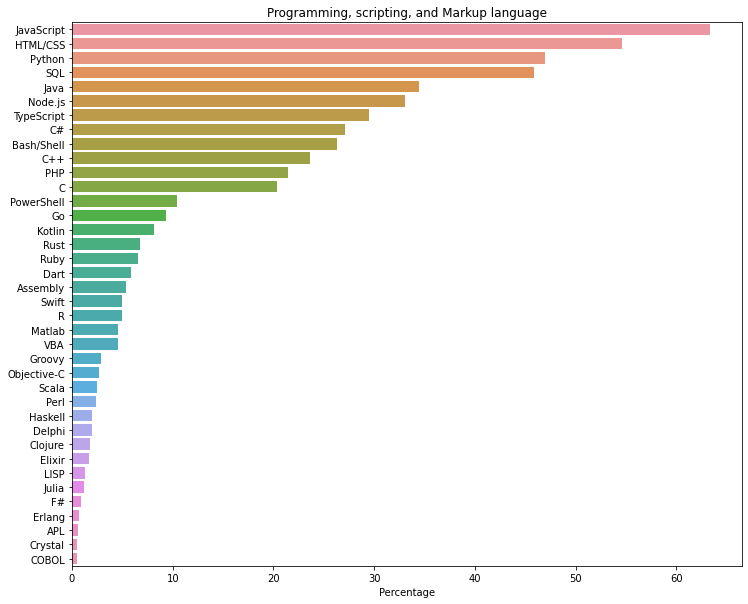 Programming, scripting, and Markup language
JavaScript
HTML/CSS
Python
SQL
Java
Node.js
TypeScript
C#
Bash/Shell
C++
PHP
C
PowerShell
Go
Kotlin
Rust
Ruby
Dart
Assembly
Swift
R
Matlab
VBA
Groovy
Objective-C
Scala
Perl
Haskell
Delphi
Clojure
Elixir
LISP
Julia
F#
Erlang
APL
Crystal
COBOL
0 10 20 30 40 50 60
Percentage